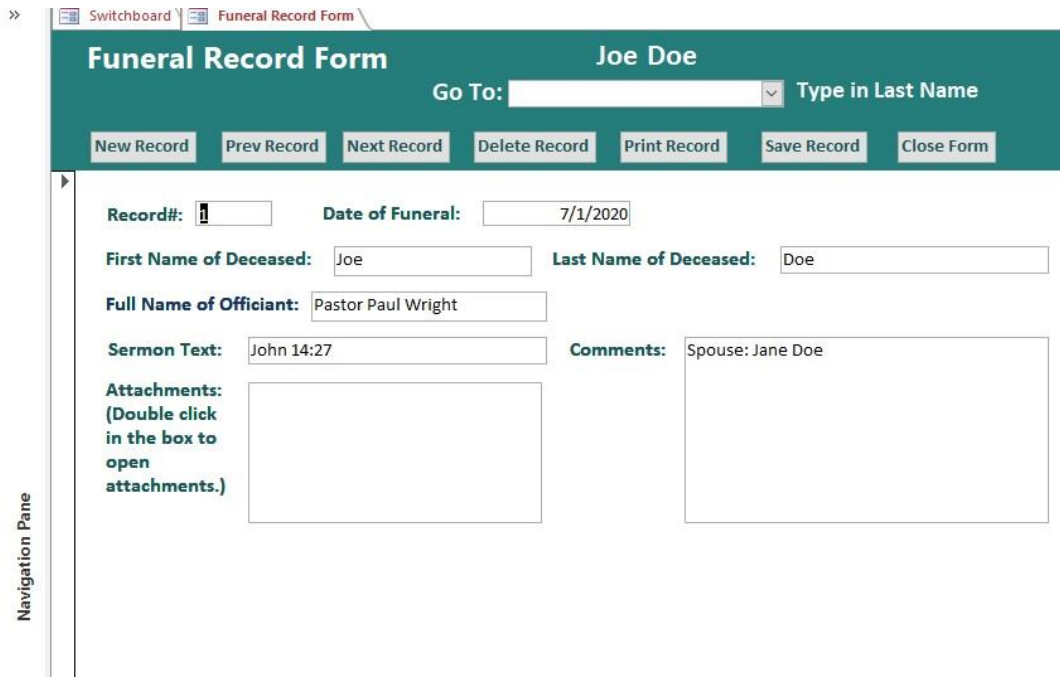 » Switchboard Funeral Record Form
Funeral Record Form Joe Doe
Go To: Type in Last Name
New Record Prev Record Next Record Delete Record Print Record Save Record Close Form
Record#: 1 Date of Funeral: 7/1/2020
First Name of Deceased: Joe Last Name of Deceased: Doe
Full Name of Officiant: Pastor Paul Wright
Sermon Text: John 14:27 Comments: Spouse: Jane Doe
Attachments:
(Double click
in the box to
open
attachments.)
Navigation Pane